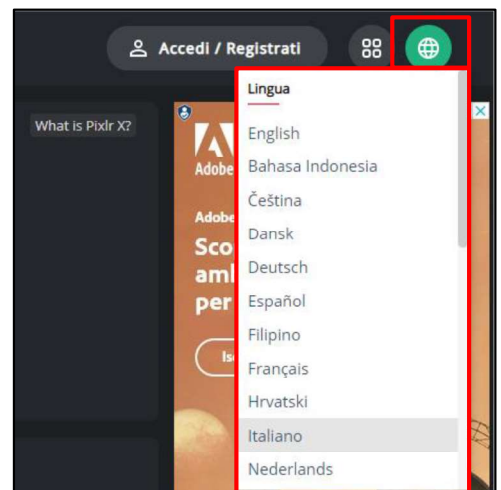 Accedi / Registrati
Lingua
What is Pixlr X?
English
Bahasa Indonesia
Čeština
Dansk
Deutsch
Español
Filipino
Français
Hrvatski
Italiano
Nederlands
Adobe
Adobe
Sco
per